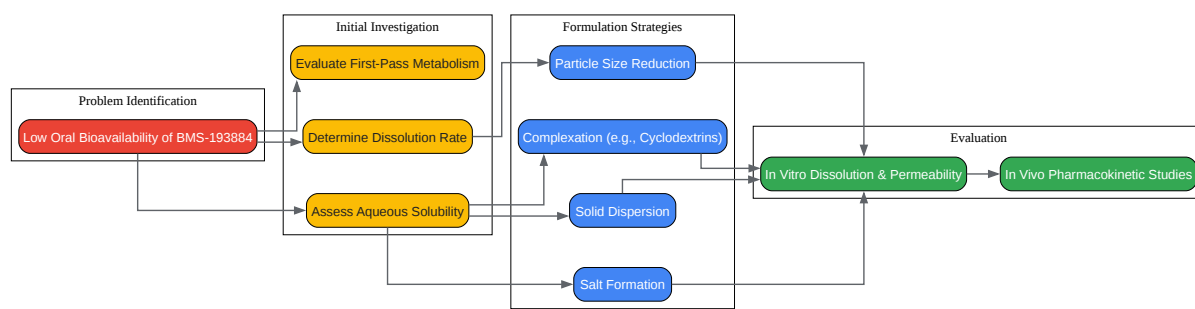 Problem Identification
Low Oral Bioavailability of BMS-193884
Initial Investigation
Evaluate First-Pass Metabolism
Determine Dissolution Rate
Assess Aqueous Solubility
Formulation Strategies
Particle Size Reduction
Complexation (e.g., Cyclodextrins)
Solid Dispersion
Salt Formation
Evaluation
In Vitro Dissolution & Permeability
In Vivo Pharmacokinetic Studies